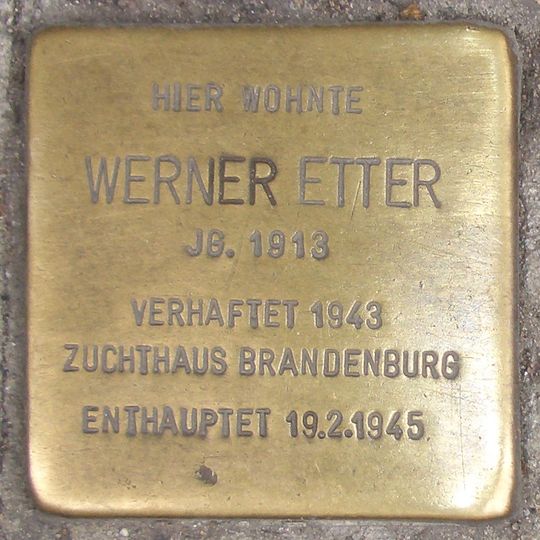 HIER WOHNTE
WERNER ETTER
JG. 1913
VERHAFTET 1943
ZUCHTHAUS BRANDENBURG
ENTHAUPTET 19.2.1945